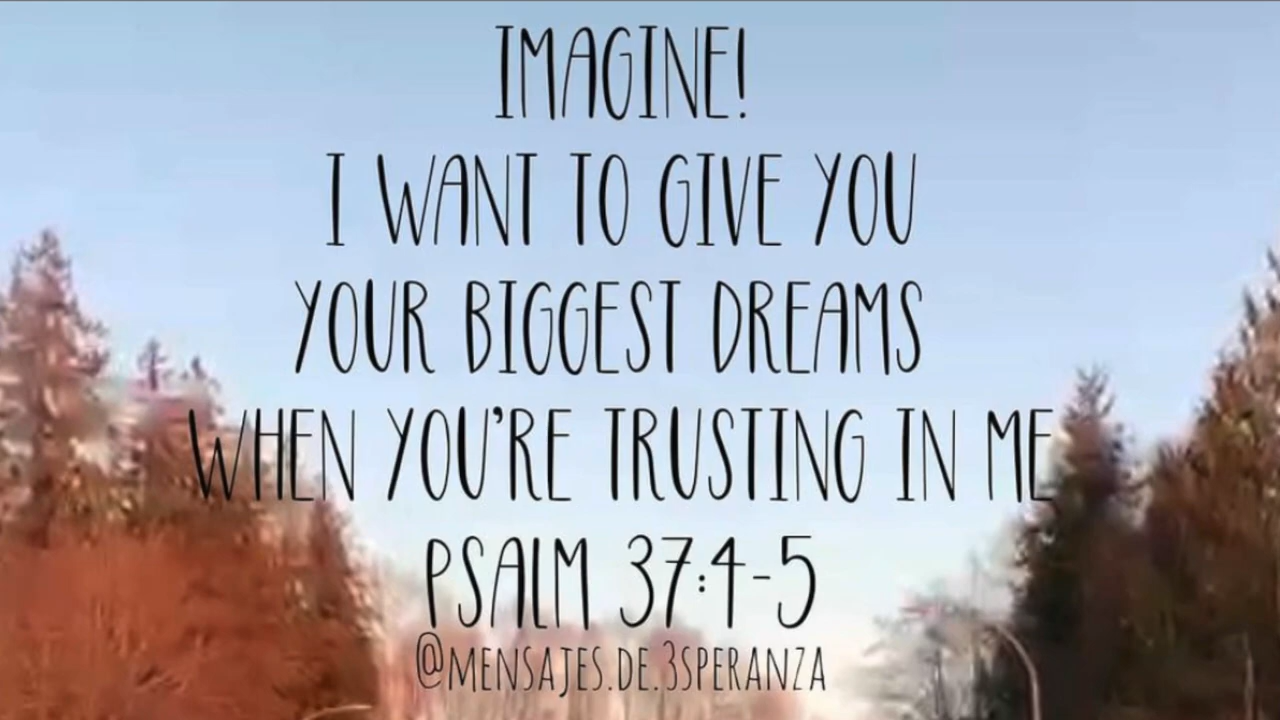 IMAGINE!
I WANT TO GIVE YOU
YOUR BIGGEST DREAMS
WHEN YOU'RE TRUSTING IN ME
PSALM 37:4-5
@MENSAJES.DE.3SPERANZA